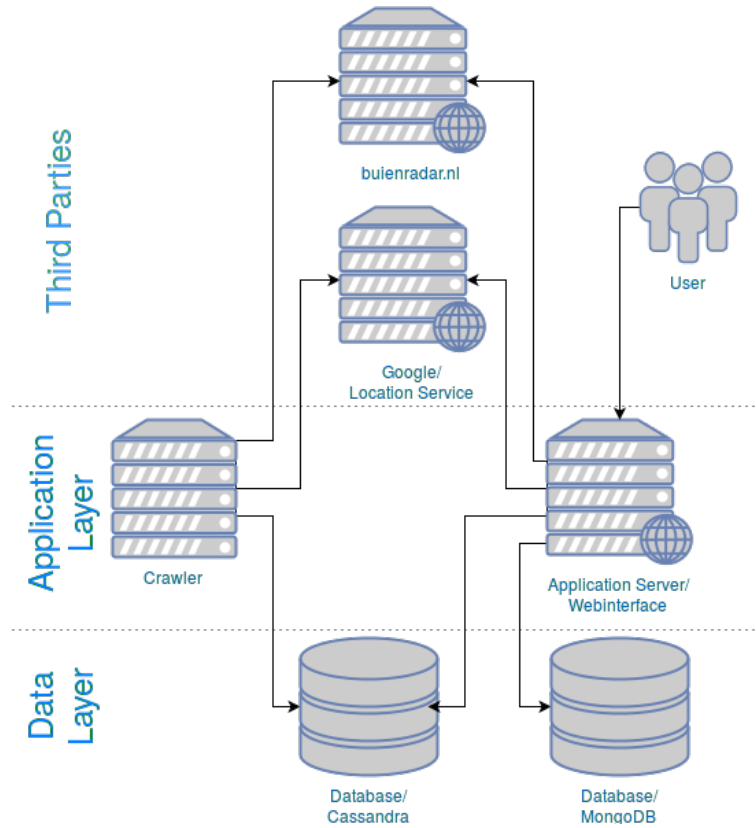 Third Parties
buienradar.nl
User
Google/
Location Service
Application
Layer
Crawler
Application Server/
Webinterface
Data
Layer
Database/
Cassandra
Database/
MongoDB